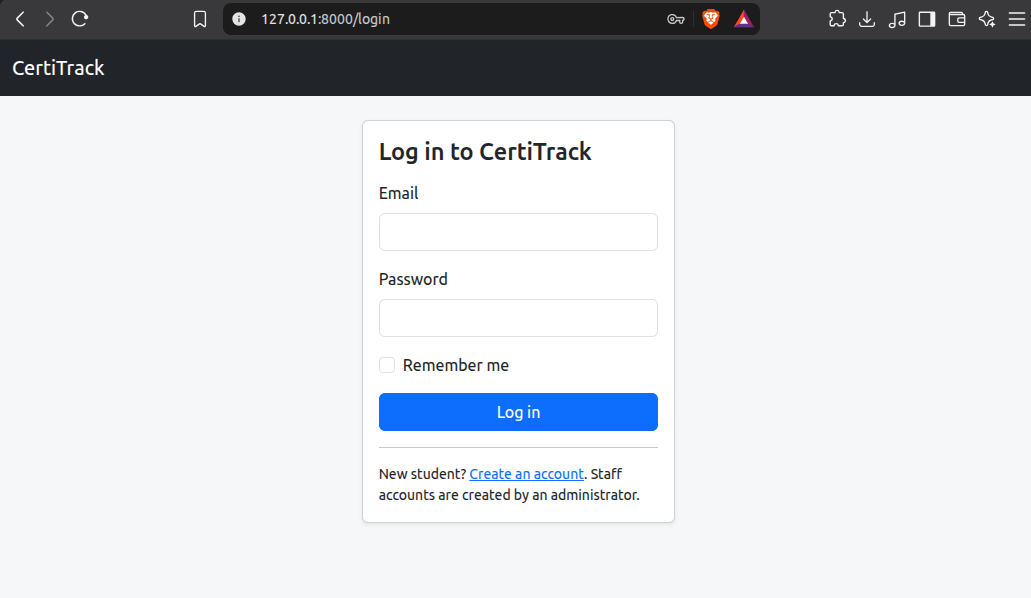 127.0.0.1:8000/login
CertiTrack
Log in to CertiTrack
Email
Password
Remember me
Log in
New student? Create an account. Staff
accounts are created by an administrator.